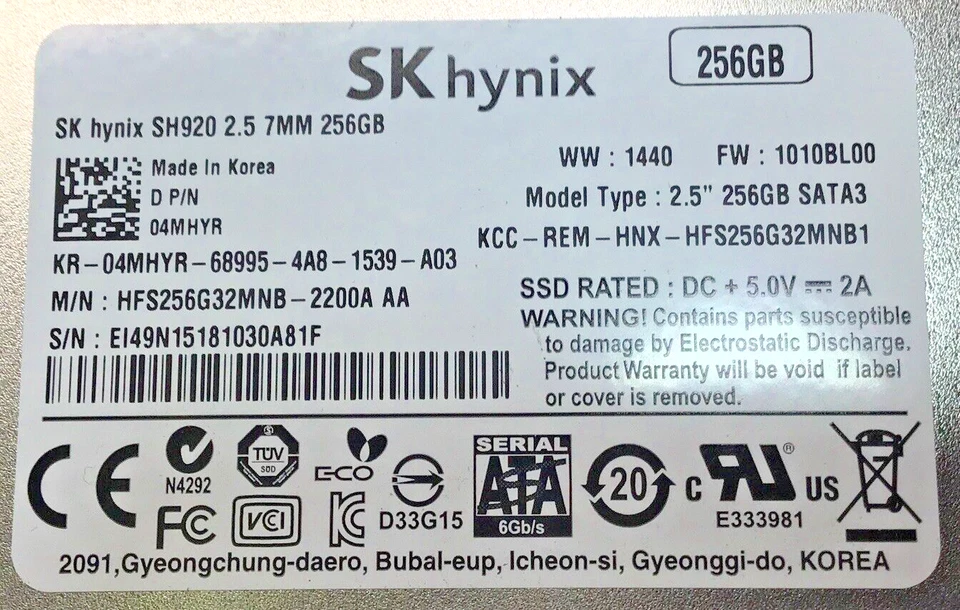 SK hynix
256GB
SK hynix SH920 2.5 7MM 256GB
Made In Korea
D P/N
04MHYR
KR-04MHYR-68995-4A8-1539-A03
M/N : HFS256G32MNB-2200A AA
S/N : EI49N15181030A81F
WW : 1440 FW : 1010BL00
Model Type : 2.5" 256GB SATA3
KCC-REM-HNX-HFS256G32MNB1
SSD RATED : DC + 5.0V ⎓ 2A
WARNING! Contains parts susceptible
to damage by Electrostatic Discharge.
Product Warranty will be void if label
or cover is removed.
CE
N4292
FC
TÜV
SÜD
VCI
E-CO
KC
D33G15
SERIAL
ATA
6Gb/s
20
c RU US
E333981
2091,Gyeongchung-daero, Bubal-eup, Icheon-si, Gyeonggi-do, KOREA